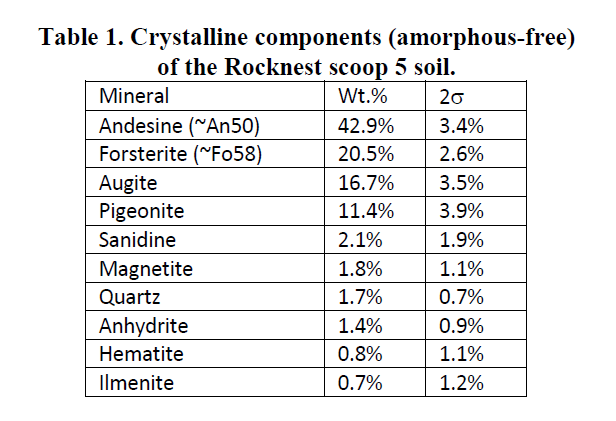 Table 1. Crystalline components (amorphous-free)
of the Rocknest scoop 5 soil.
Mineral Wt.% 2σ
Andesine (~An50) 42.9% 3.4%
Forsterite (~Fo58) 20.5% 2.6%
Augite 16.7% 3.5%
Pigeonite 11.4% 3.9%
Sanidine 2.1% 1.9%
Magnetite 1.8% 1.1%
Quartz 1.7% 0.7%
Anhydrite 1.4% 0.9%
Hematite 0.8% 1.1%
Ilmenite 0.7% 1.2%